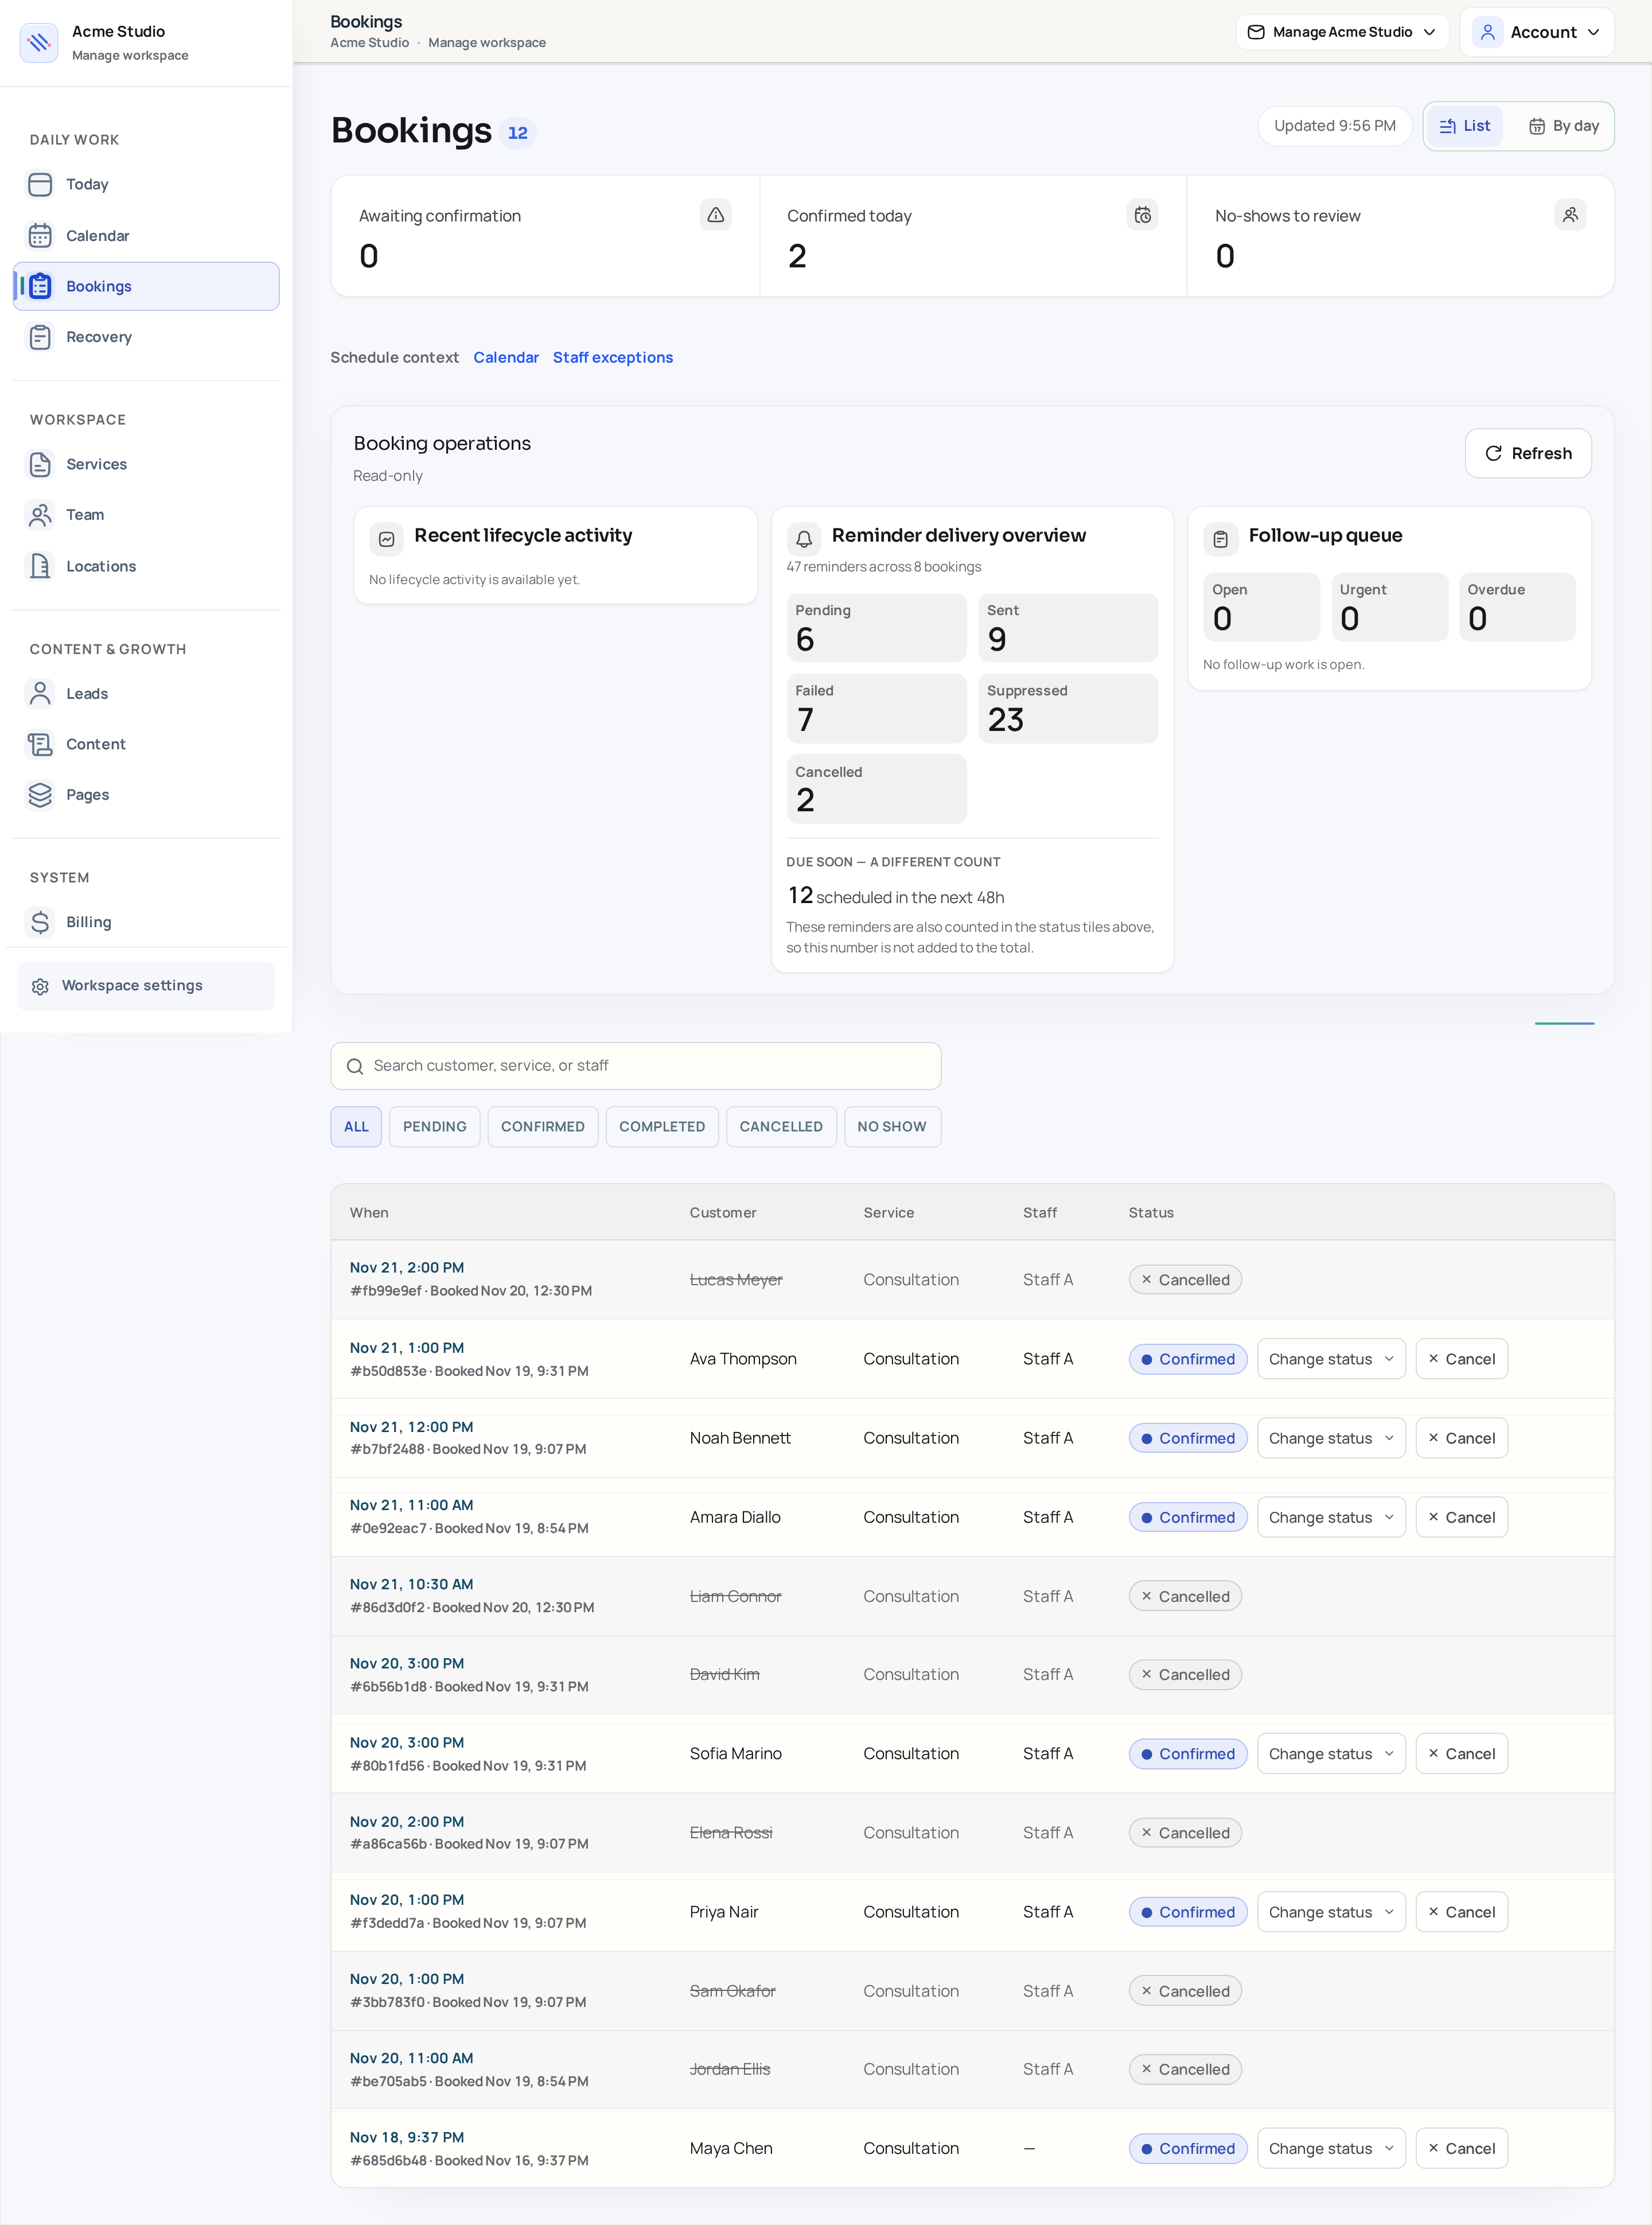 Acme Studio
Manage workspace
DAILY WORK
Today
Calendar
Bookings
Recovery
WORKSPACE
Services
Team
Locations
CONTENT & GROWTH
Leads
Content
Pages
SYSTEM
Billing
Workspace settings
Bookings
Acme Studio · Manage workspace
Manage Acme Studio
Account
Bookings 12
Updated 9:56 PM
List
By day
Awaiting confirmation
0
Confirmed today
2
No-shows to review
0
Schedule context Calendar Staff exceptions
Booking operations
Read-only
Refresh
Recent lifecycle activity
No lifecycle activity is available yet.
Reminder delivery overview
47 reminders across 8 bookings
Pending
6
Sent
9
Failed
7
Suppressed
23
Cancelled
2
DUE SOON — A DIFFERENT COUNT
12 scheduled in the next 48h
These reminders are also counted in the status tiles above,
so this number is not added to the total.
Follow-up queue
Open
0
Urgent
0
Overdue
0
No follow-up work is open.
Search customer, service, or staff
ALL PENDING CONFIRMED COMPLETED CANCELLED NO SHOW
When Customer Service Staff Status
Nov 21, 2:00 PM
#fb99e9ef · Booked Nov 20, 12:30 PM
Lucas Meyer Consultation Staff A × Cancelled
Nov 21, 1:00 PM
#b50d853e · Booked Nov 19, 9:31 PM
Ava Thompson Consultation Staff A Confirmed Change status × Cancel
Nov 21, 12:00 PM
#b7bf2488 · Booked Nov 19, 9:07 PM
Noah Bennett Consultation Staff A Confirmed Change status × Cancel
Nov 21, 11:00 AM
#0e92eac7 · Booked Nov 19, 8:54 PM
Amara Diallo Consultation Staff A Confirmed Change status × Cancel
Nov 21, 10:30 AM
#86d3d0f2 · Booked Nov 20, 12:30 PM
Liam Connor Consultation Staff A × Cancelled
Nov 20, 3:00 PM
#6b56b1d8 · Booked Nov 19, 9:31 PM
David Kim Consultation Staff A × Cancelled
Nov 20, 3:00 PM
#80b1fd56 · Booked Nov 19, 9:31 PM
Sofia Marino Consultation Staff A Confirmed Change status × Cancel
Nov 20, 2:00 PM
#a86ca56b · Booked Nov 19, 9:07 PM
Elena Rossi Consultation Staff A × Cancelled
Nov 20, 1:00 PM
#f3dedd7a · Booked Nov 19, 9:07 PM
Priya Nair Consultation Staff A Confirmed Change status × Cancel
Nov 20, 1:00 PM
#3bb783f0 · Booked Nov 19, 9:07 PM
Sam Okafor Consultation Staff A × Cancelled
Nov 20, 11:00 AM
#be705ab5 · Booked Nov 19, 8:54 PM
Jordan Ellis Consultation Staff A × Cancelled
Nov 18, 9:37 PM
#685d6b48 · Booked Nov 16, 9:37 PM
Maya Chen Consultation — Confirmed Change status × Cancel